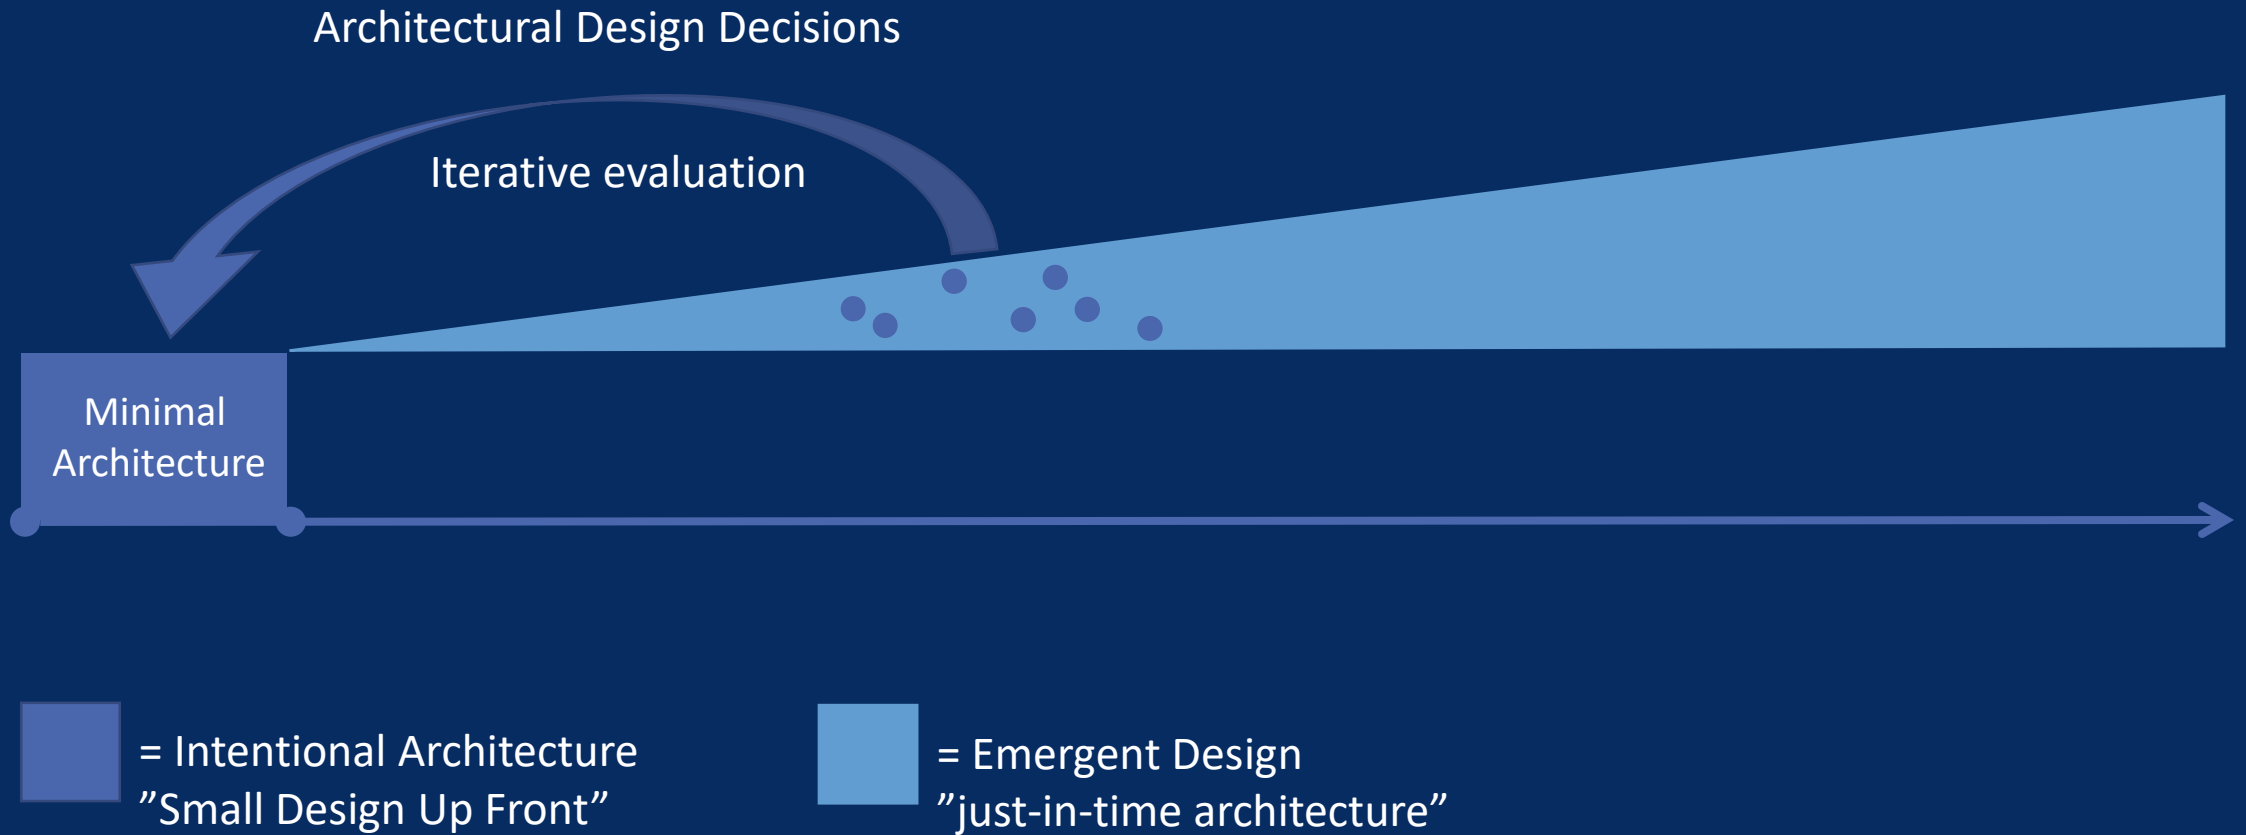 Architectural Design Decisions
Iterative evaluation
Minimal
Architecture
= Intentional Architecture
”Small Design Up Front”
= Emergent Design
”just-in-time architecture”